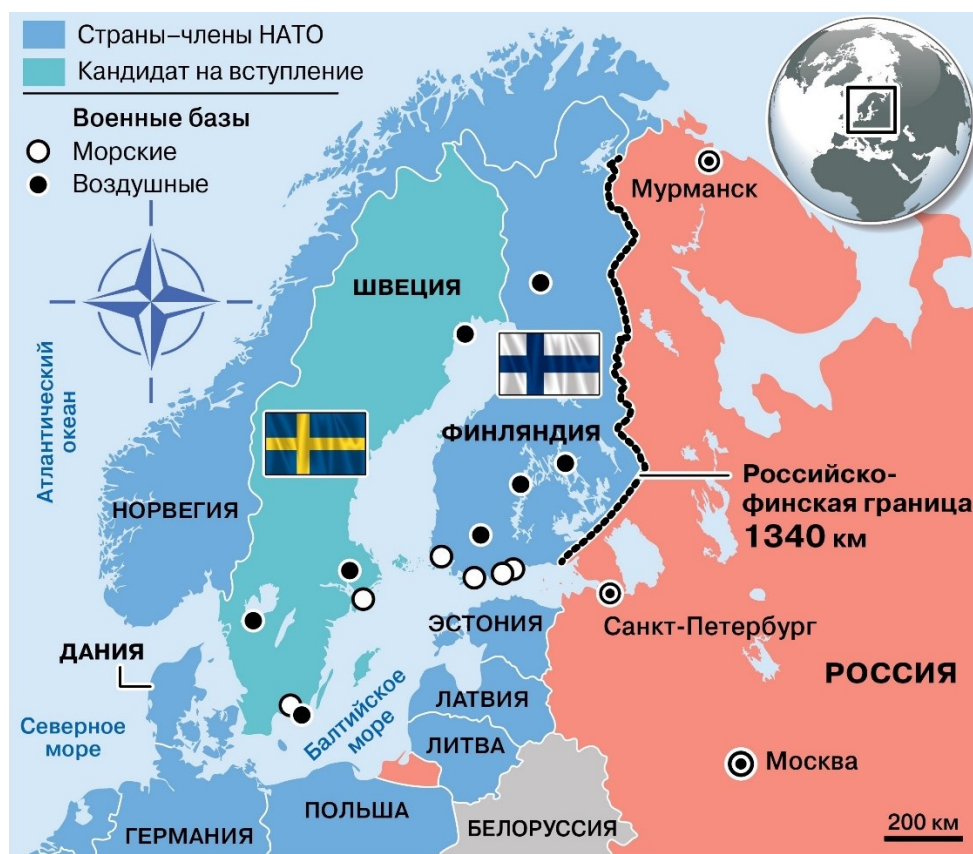 Страны–члены НАТО
Кандидат на вступление
Военные базы
Морские
Воздушные
Мурманск
ШВЕЦИЯ
Атлантический
океан
ФИНЛЯНДИЯ
НОРВЕГИЯ
Российско-
финская граница
1340 км
ЭСТОНИЯ
Санкт-Петербург
ДАНИЯ
РОССИЯ
ЛАТВИЯ
Северное
море
Балтийское
море
ЛИТВА
Москва
ПОЛЬША
ГЕРМАНИЯ
БЕЛОРУССИЯ
200 км